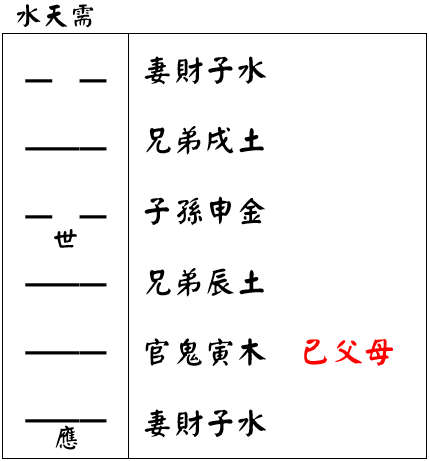 水天需
妻財子水
兄弟戌土
子孫申金
世
兄弟辰土
官鬼寅木 巳父母
妻財子水
應